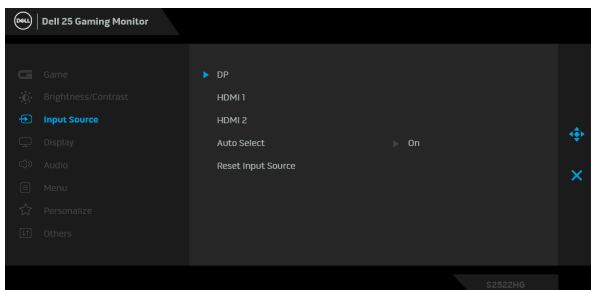 DELL
Dell 25 Gaming Monitor
Game
DP
Brightness/Contrast
HDMI 1
Input Source
HDMI 2
Display
Auto Select
On
Audio
Reset Input Source
Menu
Personalize
Others
S2522HG